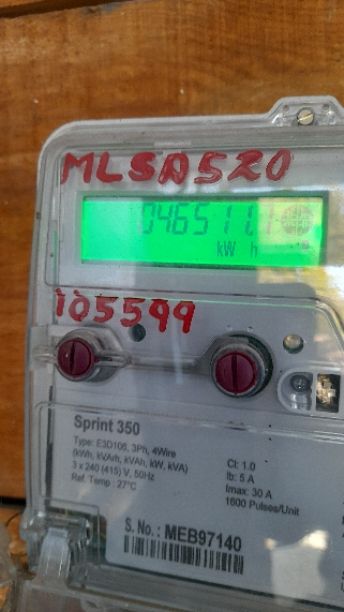 MLSD520
046511.1
kW h
105599
Sprint 350
Type: E3D106, 3Ph, 4Wire
(kWh, kVArh, kVAh, kW, kVA)
3 x 240 (415) V, 50Hz
Ref. Temp : 27°C
Cl: 1.0
Ib: 5 A
Imax: 30 A
1600 Pulses/Unit
S. No.: MEB97140